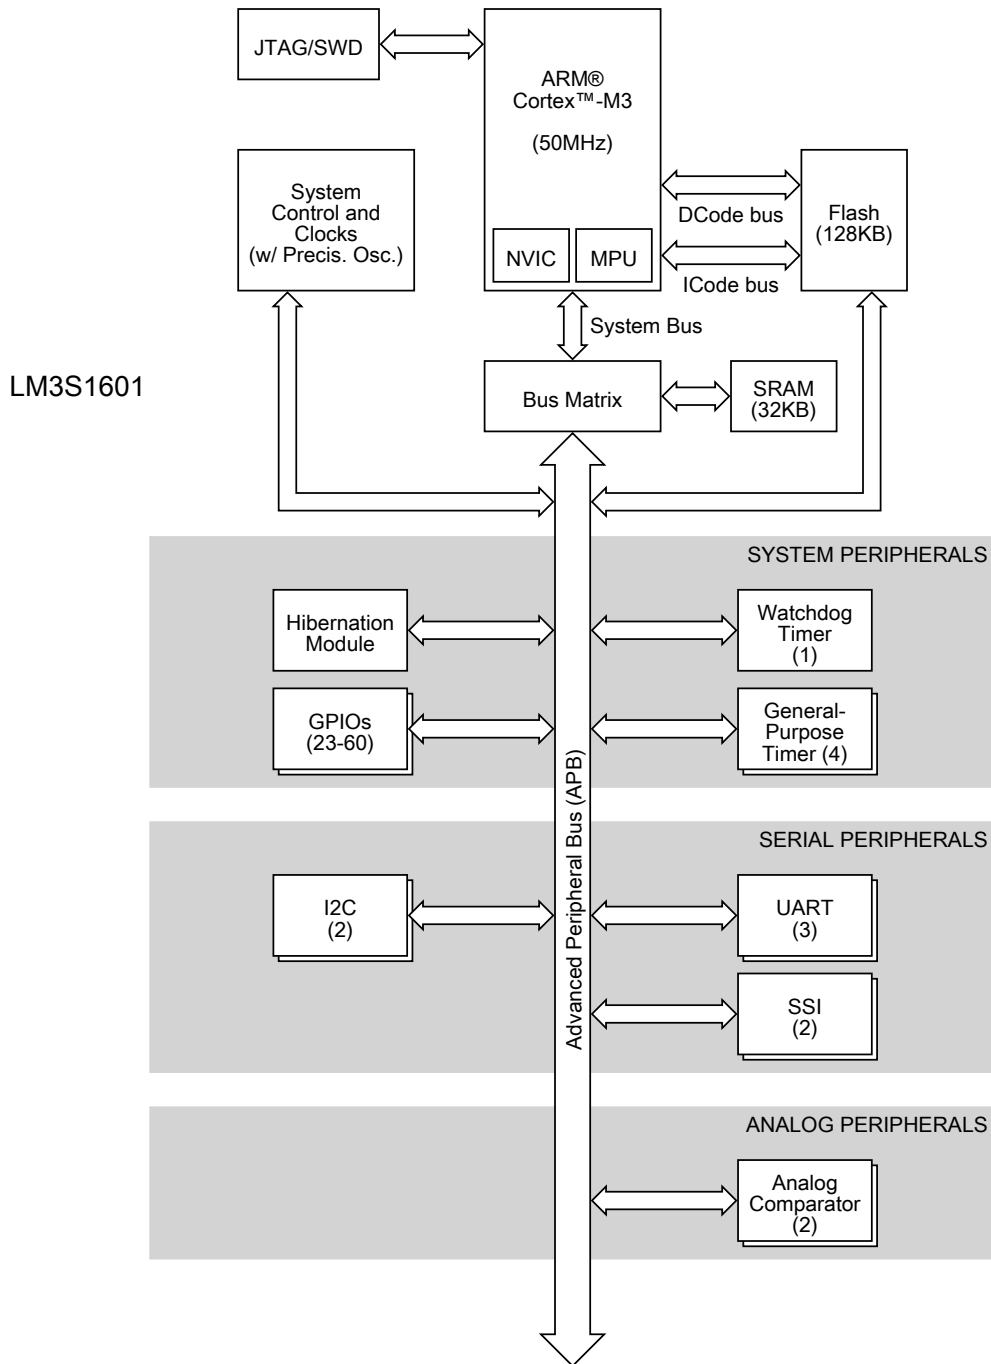 JTAG/SWD
ARM®
Cortex™-M3
(50MHz)
System
Control and
Clocks
(w/ Precis. Osc.)
NVIC
MPU
DCode bus
ICode bus
Flash
(128KB)
System Bus
LM3S1601
Bus Matrix
SRAM
(32KB)
SYSTEM PERIPHERALS
Hibernation
Module
Watchdog
Timer
(1)
GPIOs
(23-60)
General-
Purpose
Timer (4)
Advanced Peripheral Bus (APB)
SERIAL PERIPHERALS
I2C
(2)
UART
(3)
SSI
(2)
ANALOG PERIPHERALS
Analog
Comparator
(2)